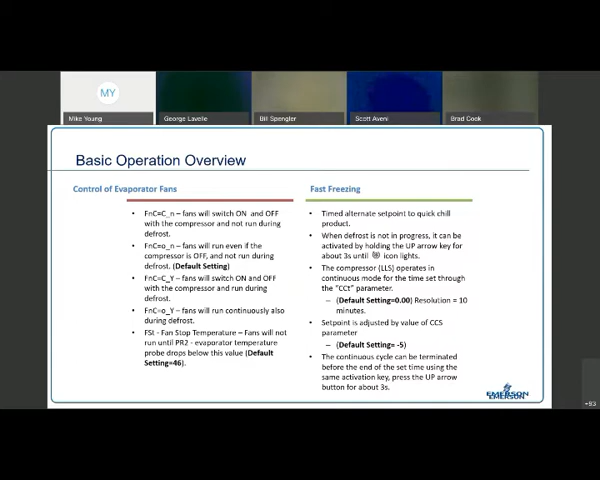 MY
Mike Young
George Lavelle
Bill Spengler
Scott Aveni
Brad Cook
Basic Operation Overview
Control of Evaporator Fans
• FnC=C_n – fans will switch ON and OFF
with the compressor and not run during
defrost.
• FnC=o_n – fans will run even if the
compressor is OFF, and not run during
defrost. (Default Setting)
• FnC=C_Y – fans will switch ON and OFF
with the compressor and run during
defrost.
• FnC=o_Y – fans will run continuously also
during defrost.
• FSt - Fan Stop Temperature – Fans will not
run until PR2 - evaporator temperature
probe drops below this value (Default
Setting=46).
Fast Freezing
• Timed alternate setpoint to quick chill
product.
• When defrost is not in progress, it can be
activated by holding the UP arrow key for
about 3s until icon lights.
• The compressor (LLS) operates in
continuous mode for the time set through
the "CCt" parameter.
– (Default Setting=0.00) Resolution = 10
minutes.
• Setpoint is adjusted by value of CCS
parameter
– (Default Setting= -5)
• The continuous cycle can be terminated
before the end of the set time using the
same activation key, press the UP arrow
button for about 3s.
EMERSON
+93